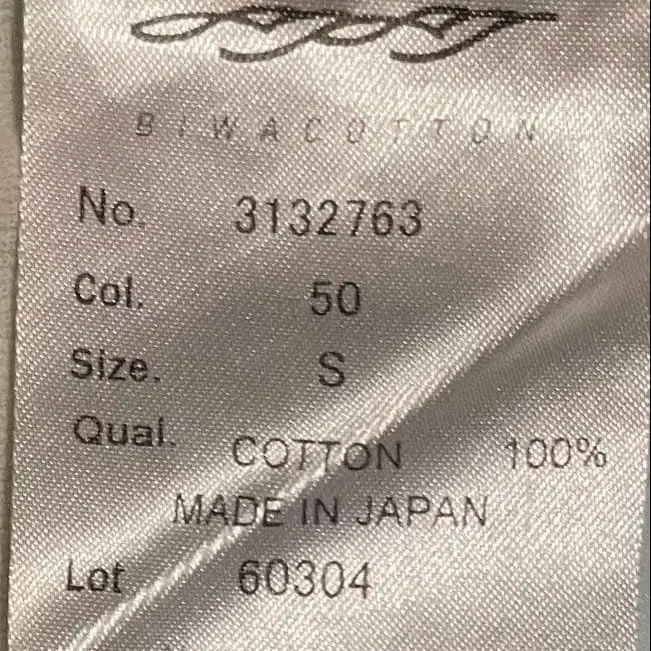 BIWACOTTON
No. 3132763
Col. 50
Size. S
Qual. COTTON 100%
MADE IN JAPAN
Lot 60304